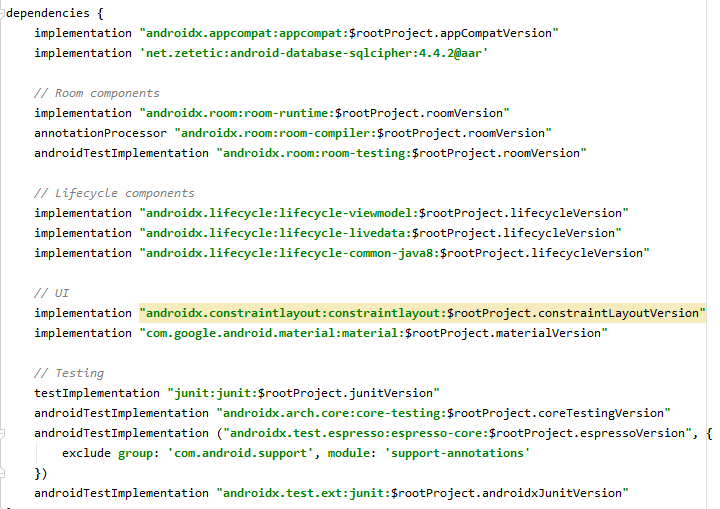 dependencies {
implementation "androidx.appcompat:appcompat:$rootProject.appCompatVersion"
implementation 'net.zetetic:android-database-sqlcipher:4.4.2@aar'
// Room components
implementation "androidx.room:room-runtime:$rootProject.roomVersion"
annotationProcessor "androidx.room:room-compiler:$rootProject.roomVersion"
androidTestImplementation "androidx.room:room-testing:$rootProject.roomVersion"
// Lifecycle components
implementation "androidx.lifecycle:lifecycle-viewmodel:$rootProject.lifecycleVersion"
implementation "androidx.lifecycle:lifecycle-livedata:$rootProject.lifecycleVersion"
implementation "androidx.lifecycle:lifecycle-common-java8:$rootProject.lifecycleVersion"
// UI
implementation "androidx.constraintlayout:constraintlayout:$rootProject.constraintLayoutVersion"
implementation "com.google.android.material:material:$rootProject.materialVersion"
// Testing
testImplementation "junit:junit:$rootProject.junitVersion"
androidTestImplementation "androidx.arch.core:core-testing:$rootProject.coreTestingVersion"
androidTestImplementation ("androidx.test.espresso:espresso-core:$rootProject.espressoVersion", {
exclude group: 'com.android.support', module: 'support-annotations'
})
androidTestImplementation "androidx.test.ext:junit:$rootProject.androidxJunitVersion"